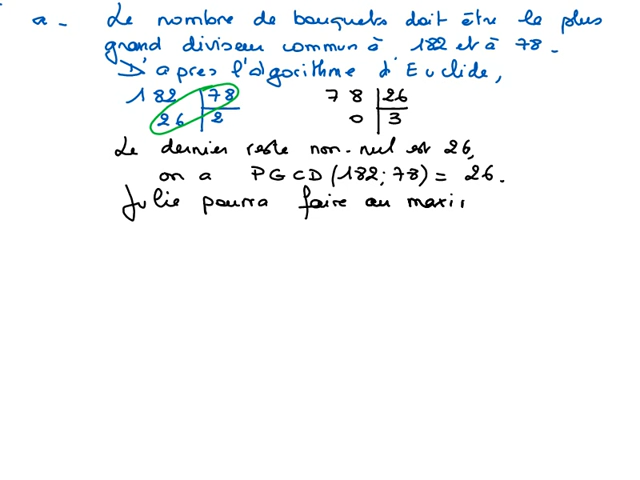 a - Le nombre de bouquets doit être le plus
grand diviseur commun à 182 et à 78.
D'apres l'algorithme d'Euclide,
182 | 78    78 | 26
26 | 2    0 | 3
Le dernier reste non-nul est 26,
on a PGCD(182; 78) = 26.
Julie pourra faire au maxi